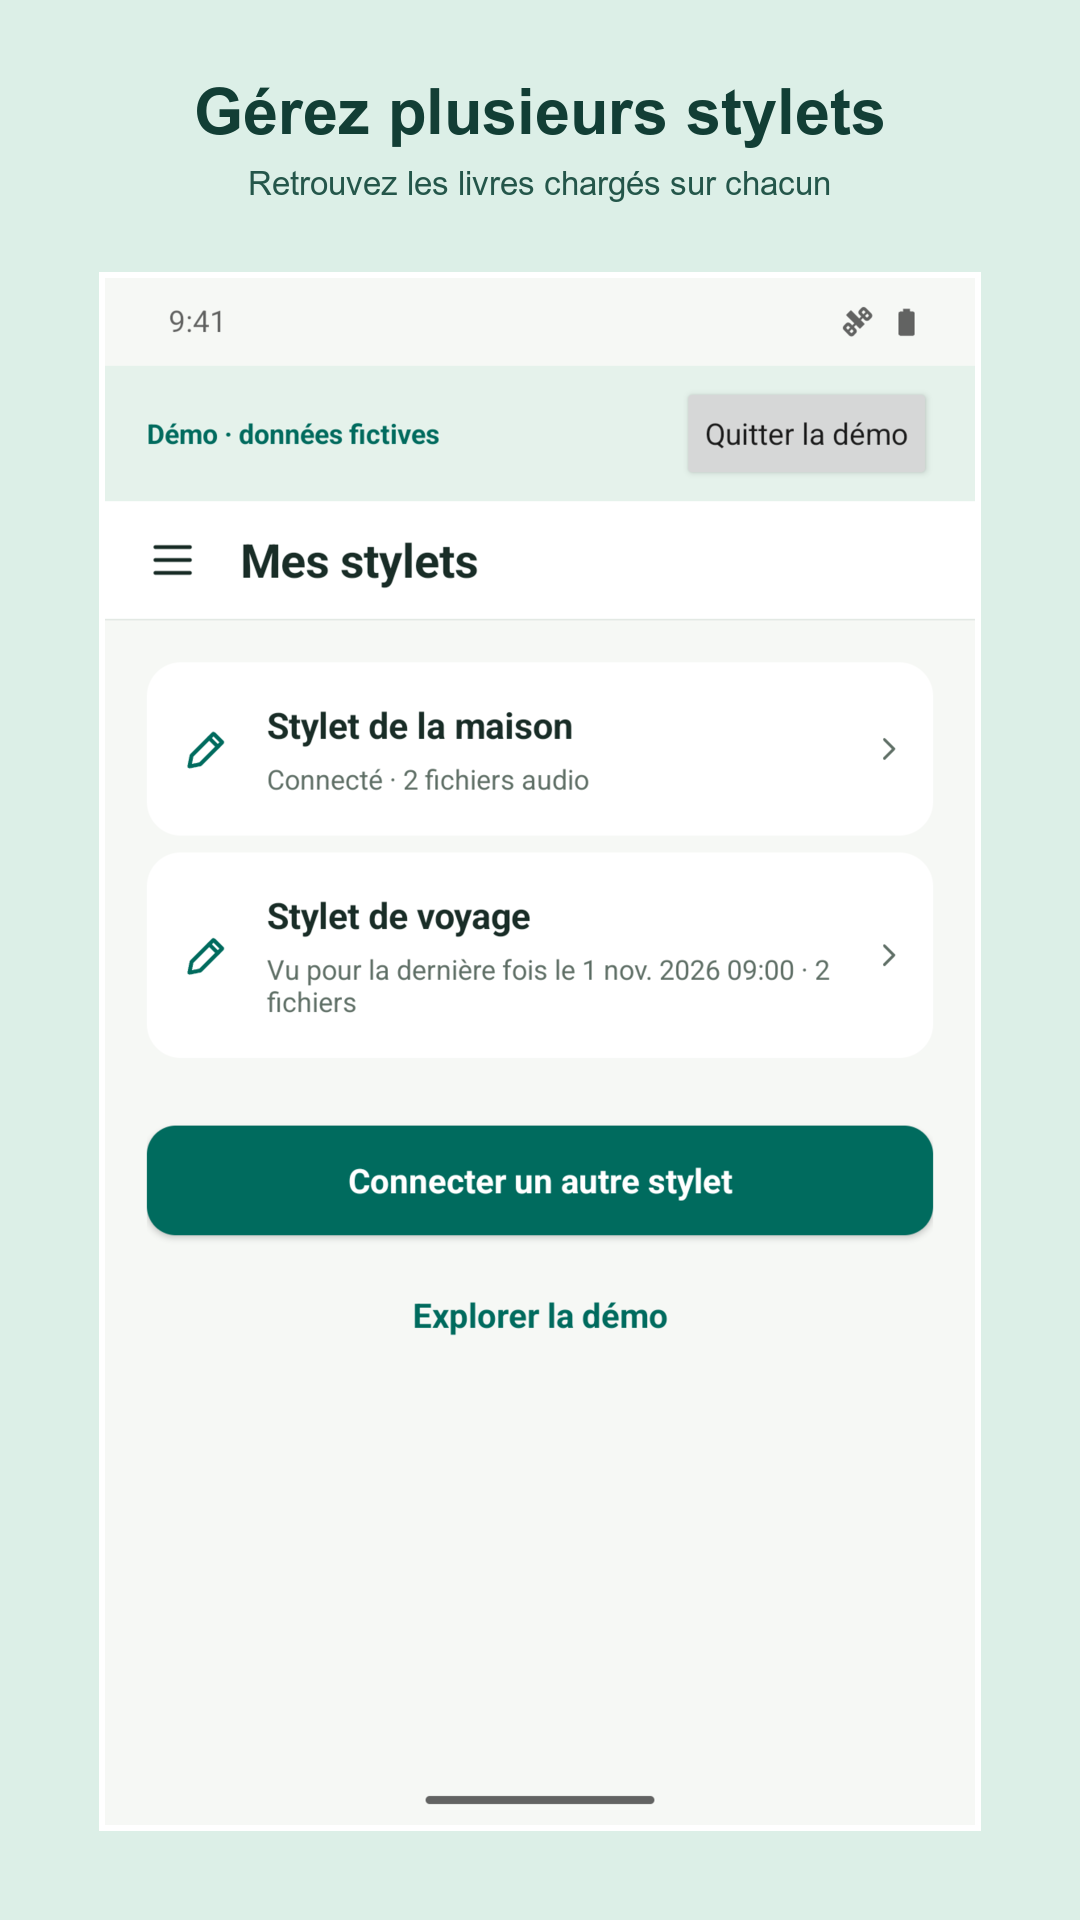 Gérez plusieurs stylets
Retrouvez les livres chargés sur chacun
9:41
Démo · données fictives
Quitter la démo
Mes stylets
Stylet de la maison
Connecté · 2 fichiers audio
Stylet de voyage
Vu pour la dernière fois le 1 nov. 2026 09:00 · 2
fichiers
Connecter un autre stylet
Explorer la démo